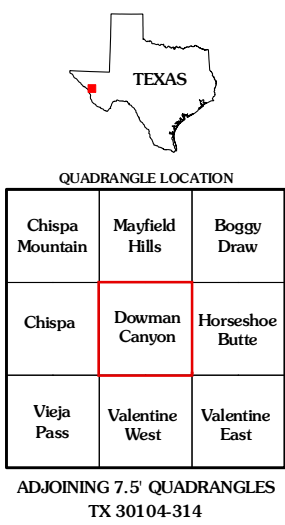 TEXAS
QUADRANGLE LOCATION
Chispa
Mountain
Mayfield
Hills
Boggy
Draw
Chispa
Dowman
Canyon
Horseshoe
Butte
Vieja
Pass
Valentine
West
Valentine
East
ADJOINING 7.5' QUADRANGLES
TX 30104-314